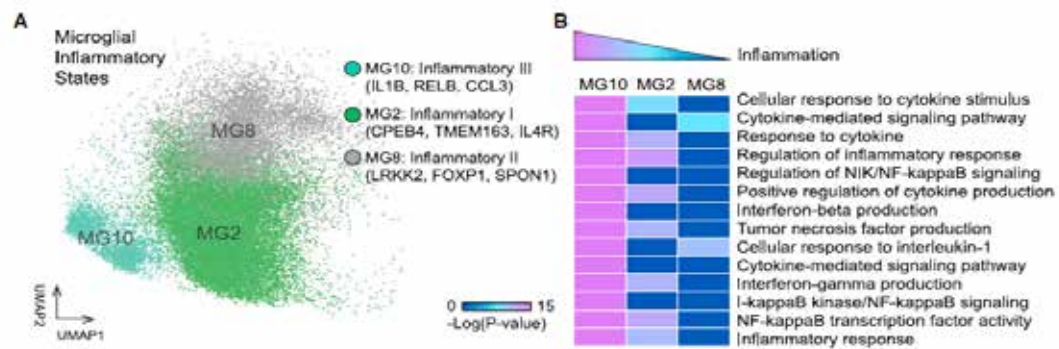 A
Microglial
Inflammatory
States
MG10: Inflammatory III
(IL1B, RELB, CCL3)
MG2: Inflammatory I
(CPEB4, TMEM163, IL4R)
MG8: Inflammatory II
(LRKK2, FOXP1, SPON1)
MG8
MG2
MG10
UMAP2
UMAP1
0 15
-Log(P-value)
B
Inflammation
MG10 MG2 MG8
Cellular response to cytokine stimulus
Cytokine-mediated signaling pathway
Response to cytokine
Regulation of inflammatory response
Regulation of NIK/NF-kappaB signaling
Positive regulation of cytokine production
Interferon-beta production
Tumor necrosis factor production
Cellular response to interleukin-1
Cytokine-mediated signaling pathway
Interferon-gamma production
I-kappaB kinase/NF-kappaB signaling
NF-kappaB transcription factor activity
Inflammatory response